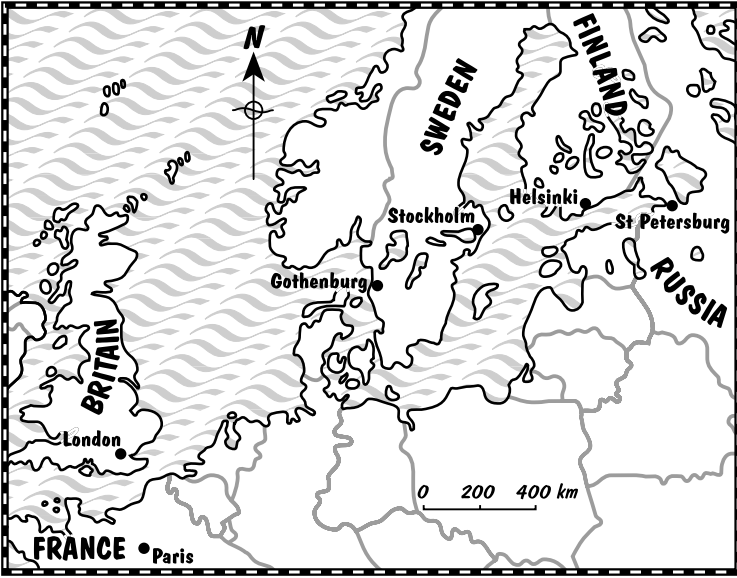 N
FINLAND
SWEDEN
Helsinki
Stockholm
St Petersburg
Gothenburg
RUSSIA
BRITAIN
London
0 200 400 km
FRANCE
Paris